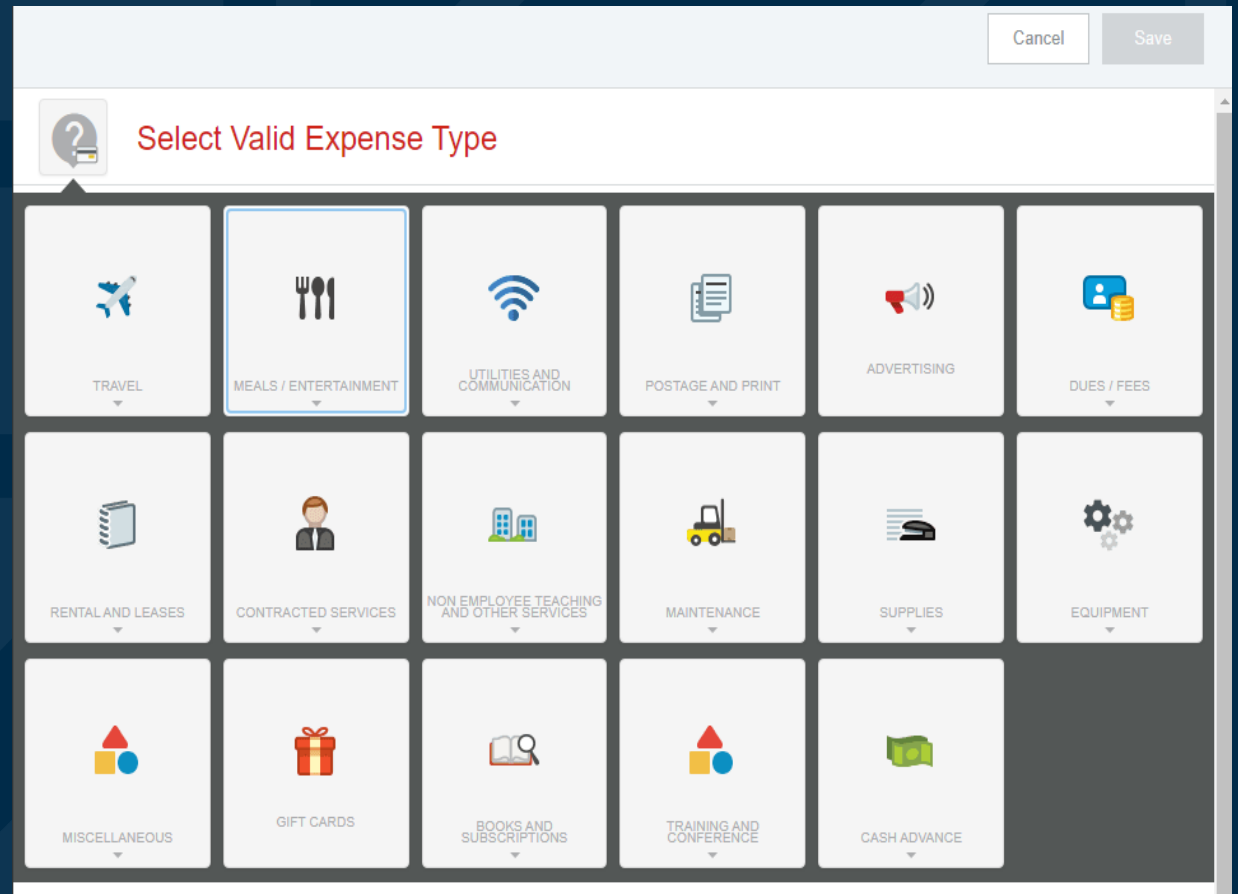 Cancel
Save
Select Valid Expense Type
TRAVEL
MEALS / ENTERTAINMENT
UTILITIES AND
COMMUNICATION
POSTAGE AND PRINT
ADVERTISING
DUES / FEES
RENTAL AND LEASES
CONTRACTED SERVICES
NON EMPLOYEE TEACHING
AND OTHER SERVICES
MAINTENANCE
SUPPLIES
EQUIPMENT
MISCELLANEOUS
GIFT CARDS
BOOKS AND
SUBSCRIPTIONS
TRAINING AND
CONFERENCE
CASH ADVANCE